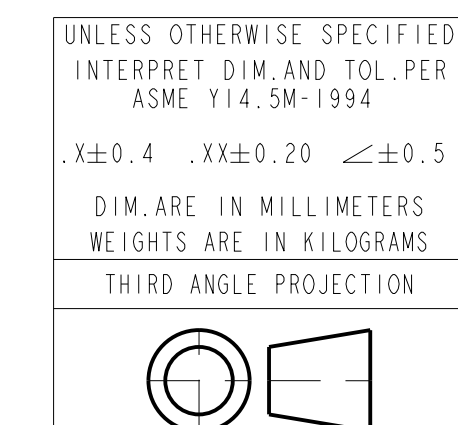 UNLESS OTHERWISE SPECIFIED
INTERPRET DIM.AND TOL.PER
ASME Y14.5M-1994
.X±0.4 .XX±0.20 ∠±0.5
DIM.ARE IN MILLIMETERS
WEIGHTS ARE IN KILOGRAMS
THIRD ANGLE PROJECTION